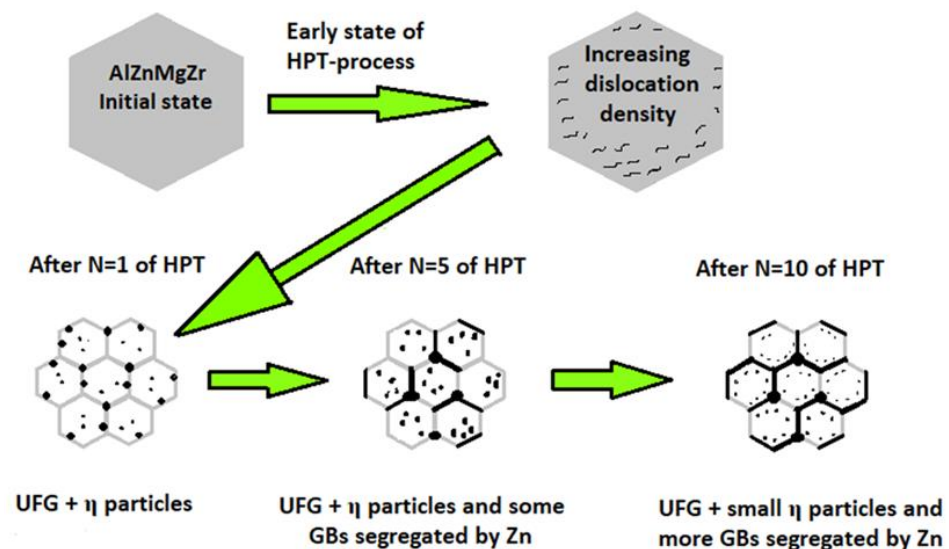 AlZnMgZr
Initial state
Early state of
HPT-process
Increasing
dislocation
density
After N=1 of HPT
After N=5 of HPT
After N=10 of HPT
UFG + η particles
UFG + η particles and some
GBs segregated by Zn
UFG + small η particles and
more GBs segregated by Zn